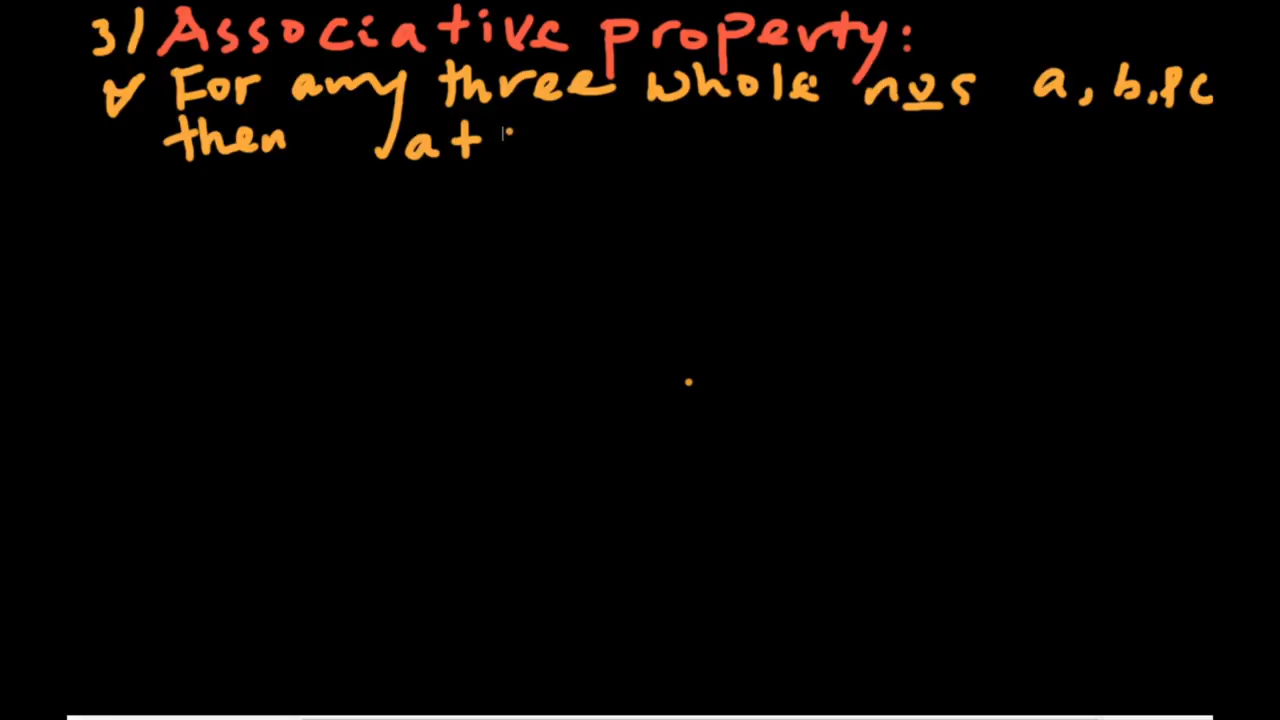 3) Associative property:
∀ For any three whole nos a, b, & c
then a +